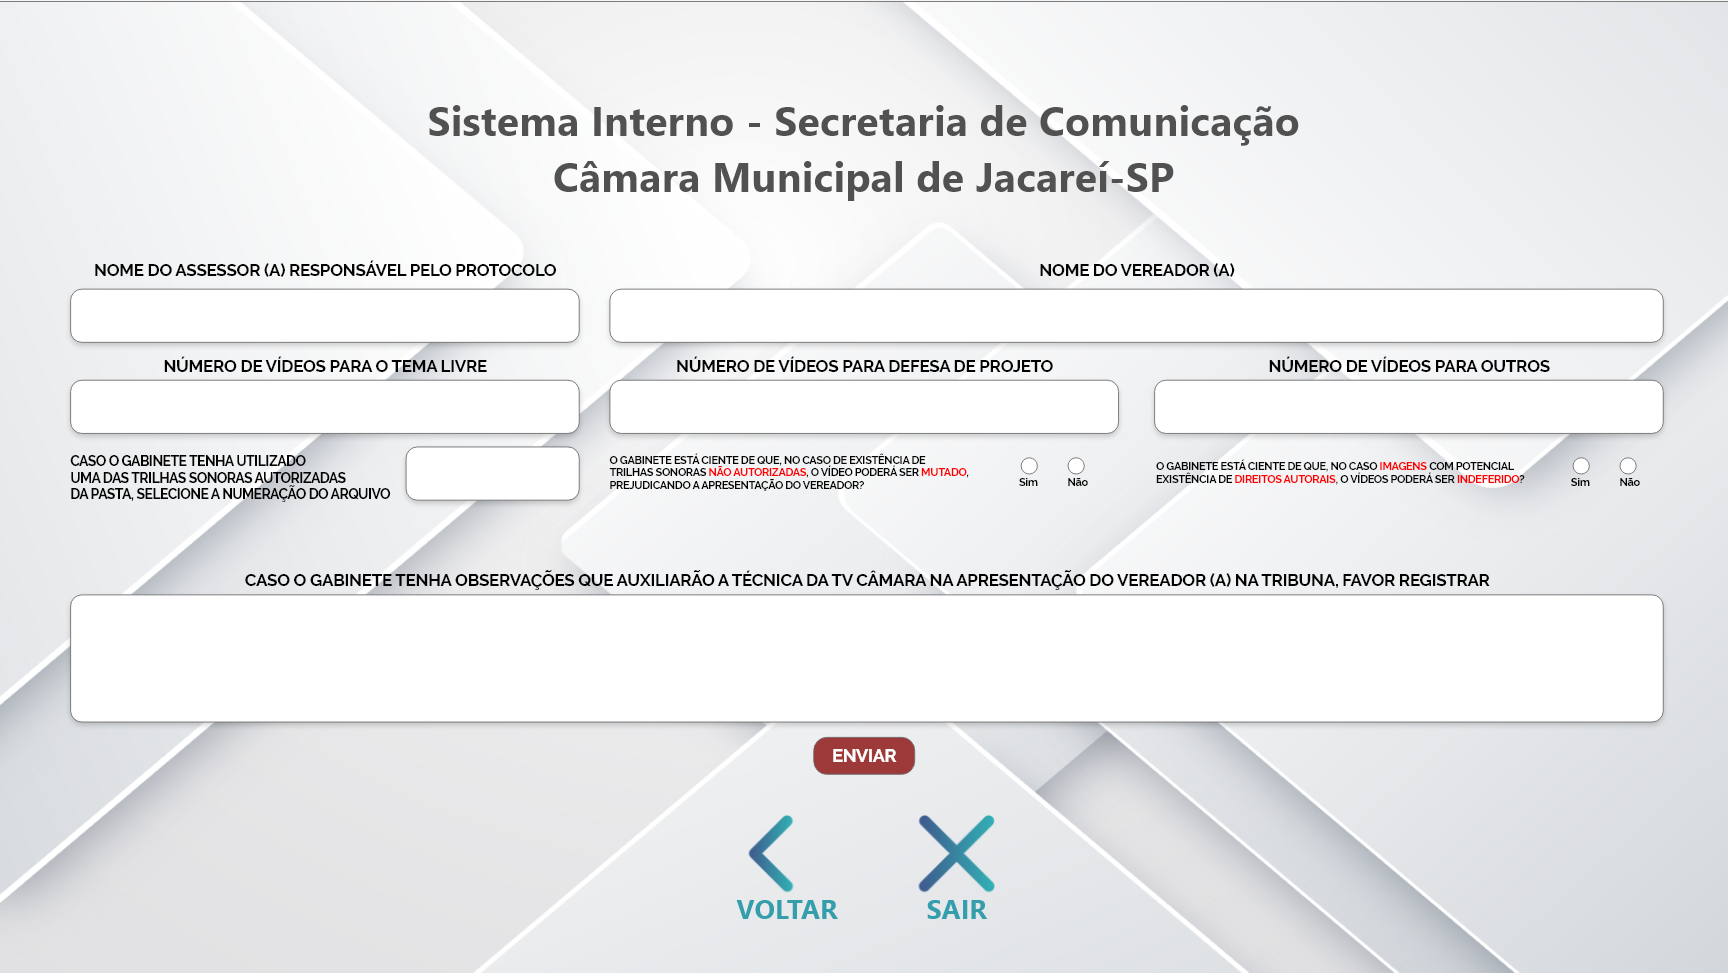 Sistema Interno - Secretaria de Comunicação
Câmara Municipal de Jacareí-SP
NOME DO ASSESSOR (A) RESPONSÁVEL PELO PROTOCOLO
NOME DO VEREADOR (A)
NÚMERO DE VÍDEOS PARA O TEMA LIVRE
NÚMERO DE VÍDEOS PARA DEFESA DE PROJETO
NÚMERO DE VÍDEOS PARA OUTROS
CASO O GABINETE TENHA UTILIZADO
UMA DAS TRILHAS SONORAS AUTORIZADAS
DA PASTA, SELECIONE A NUMERAÇÃO DO ARQUIVO
O GABINETE ESTÁ CIENTE DE QUE, NO CASO DE EXISTÊNCIA DE
TRILHAS SONORAS NÃO AUTORIZADAS, O VÍDEO PODERÁ SER MUTADO,
PREJUDICANDO A APRESENTAÇÃO DO VEREADOR?
Sim
Não
O GABINETE ESTÁ CIENTE DE QUE, NO CASO IMAGENS COM POTENCIAL
EXISTÊNCIA DE DIREITOS AUTORAIS, O VÍDEOS PODERÁ SER INDEFERIDO?
Sim
Não
CASO O GABINETE TENHA OBSERVAÇÕES QUE AUXILIARÃO A TÉCNICA DA TV CÂMARA NA APRESENTAÇÃO DO VEREADOR (A) NA TRIBUNA, FAVOR REGISTRAR
ENVIAR
VOLTAR
SAIR